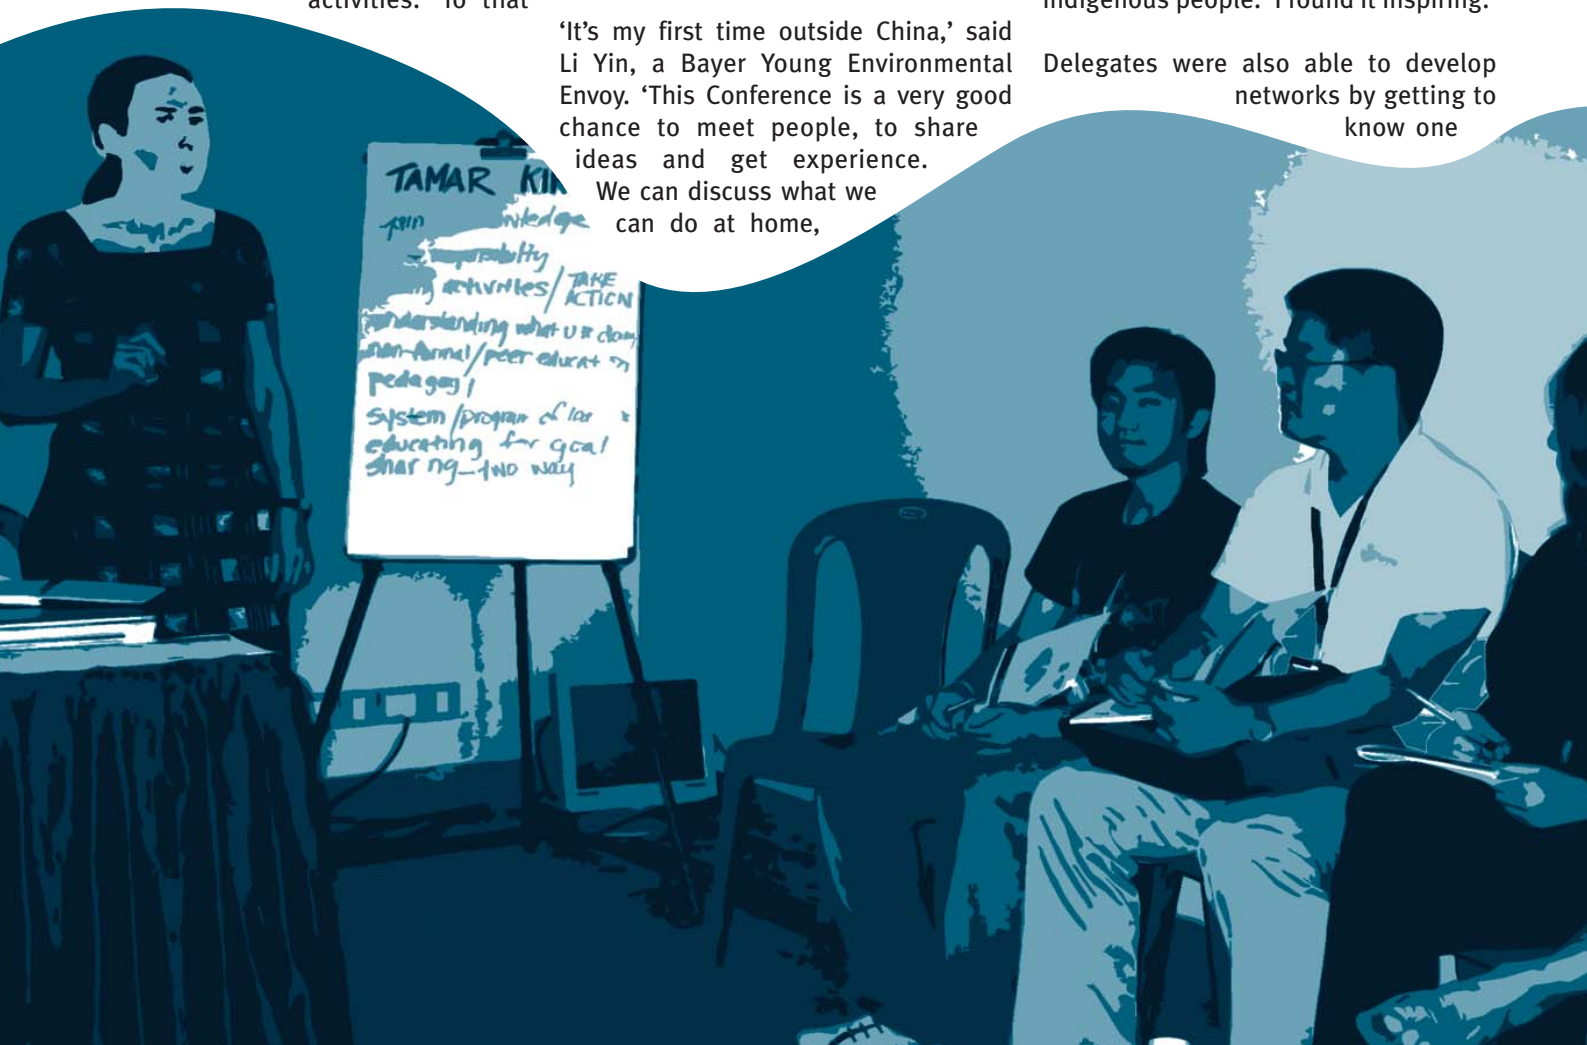 activities.' To that
'It's my first time outside China,' said
Li Yin, a Bayer Young Environmental
Envoy. 'This Conference is a very good
chance to meet people, to share
ideas and get experience.
We can discuss what we
can do at home,
indigenous people. I found it inspiring.'
Delegates were also able to develop
networks by getting to
know one
TAMAR
activities/TAKE
ACTION
understanding what U R
non-formal/peer
pedagogy
system/program of
educating for
two way